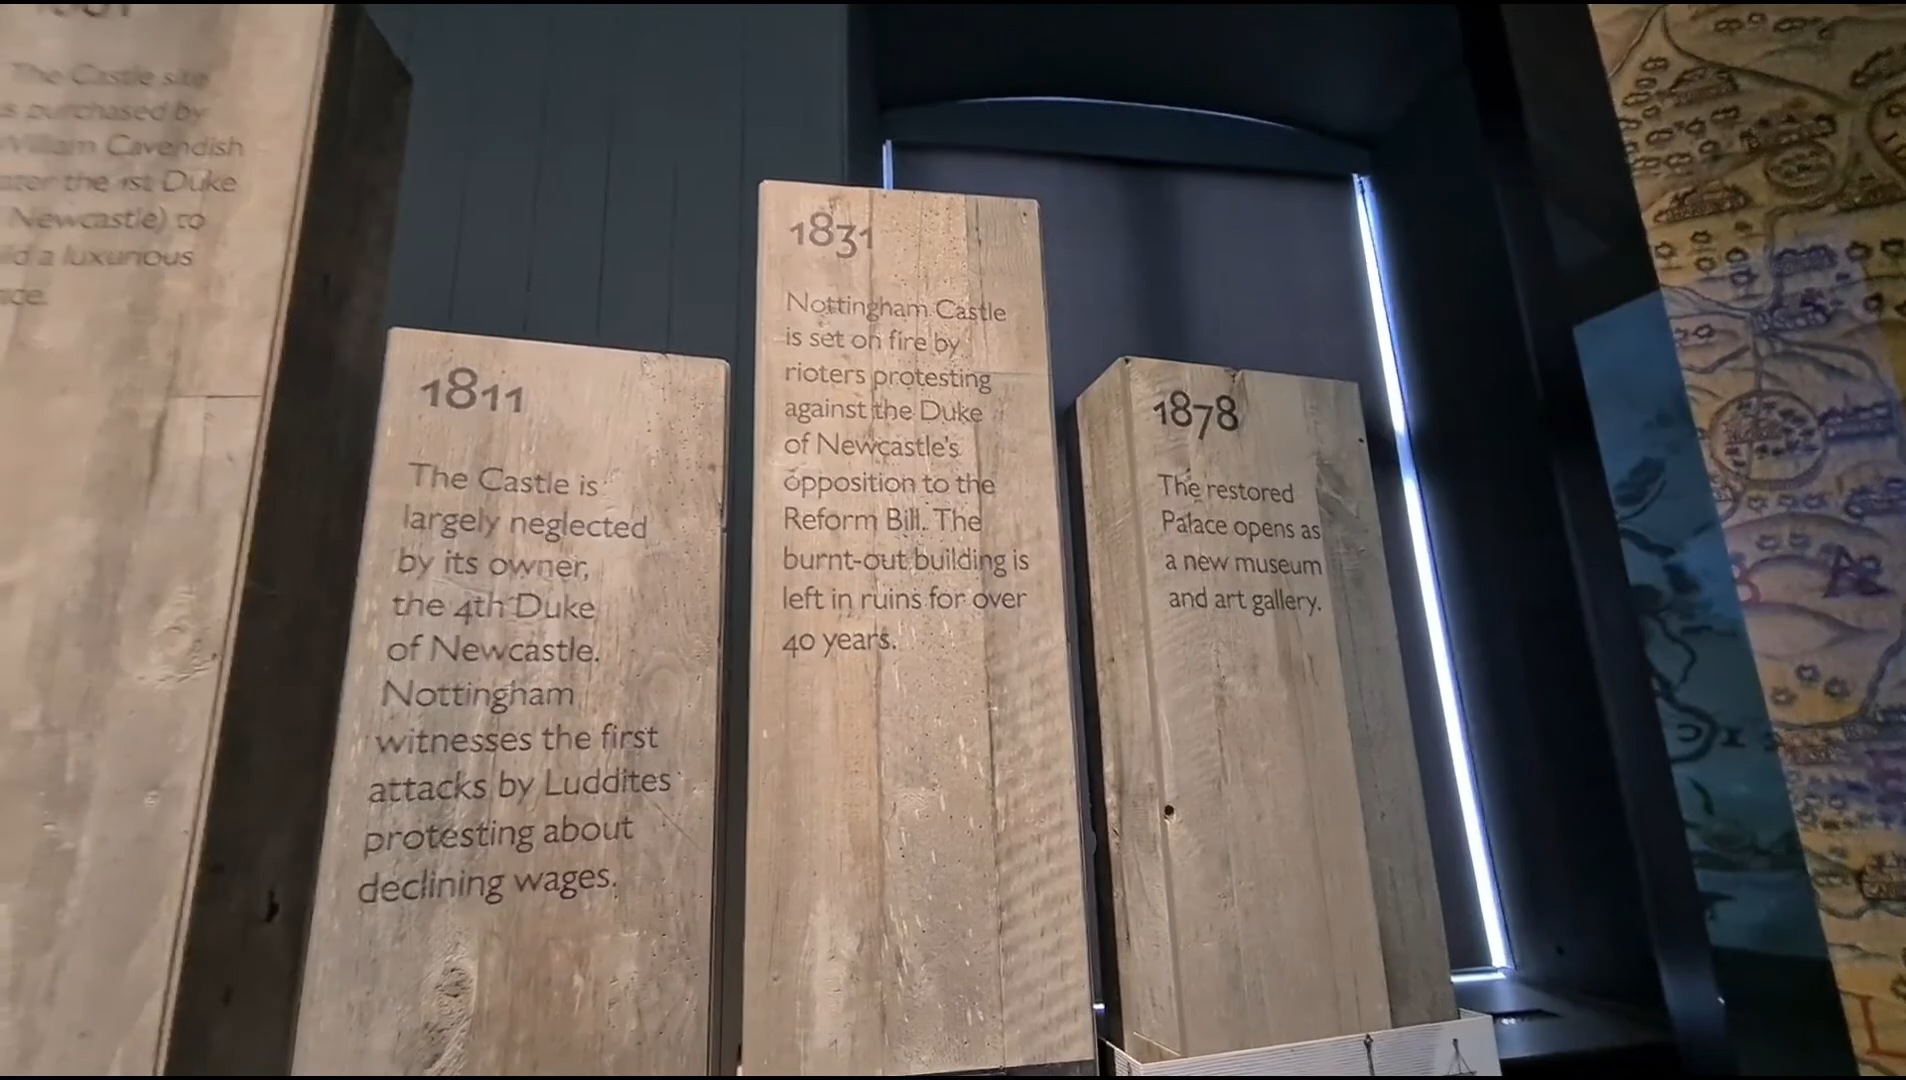 The Castle site
purchased by
William Cavendish
the 1st Duke
Newcastle) to
a luxurious
1811
The Castle is
largely neglected
by its owner,
the 4th Duke
of Newcastle.
Nottingham
witnesses the first
attacks by Luddites
protesting about
declining wages.
1831
Nottingham Castle
is set on fire by
rioters protesting
against the Duke
of Newcastle's
opposition to the
Reform Bill. The
burnt-out building is
left in ruins for over
40 years.
1878
The restored
Palace opens as
a new museum
and art gallery.